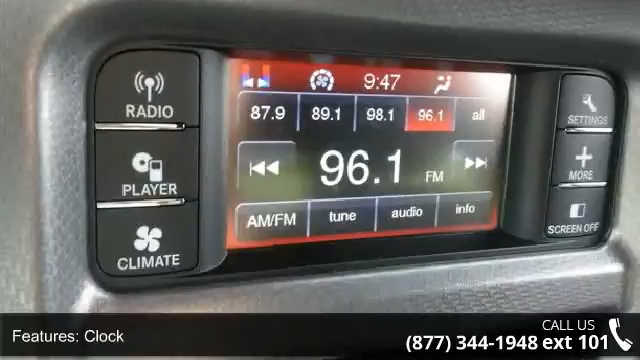 RADIO
PLAYER
CLIMATE
9:47
87.9 89.1 98.1 96.1 all
96.1 FM
AM/FM tune audio info
SETTINGS
MORE
SCREEN OFF
Features: Clock
CALL US
(877) 344-1948 ext 101